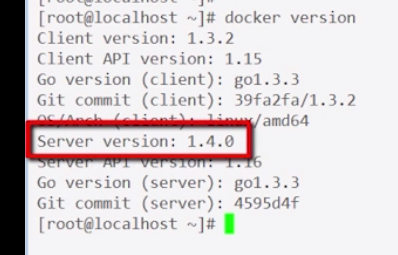 [root@localhost ~]#
[root@localhost ~]# docker version
Client version: 1.3.2
Client API version: 1.15
Go version (client): go1.3.3
Git commit (client): 39fa2fa/1.3.2
OS/Arch (client): linux/amd64
Server version: 1.4.0
Server API version: 1.16
Go version (server): go1.3.3
Git commit (server): 4595d4f
[root@localhost ~]#